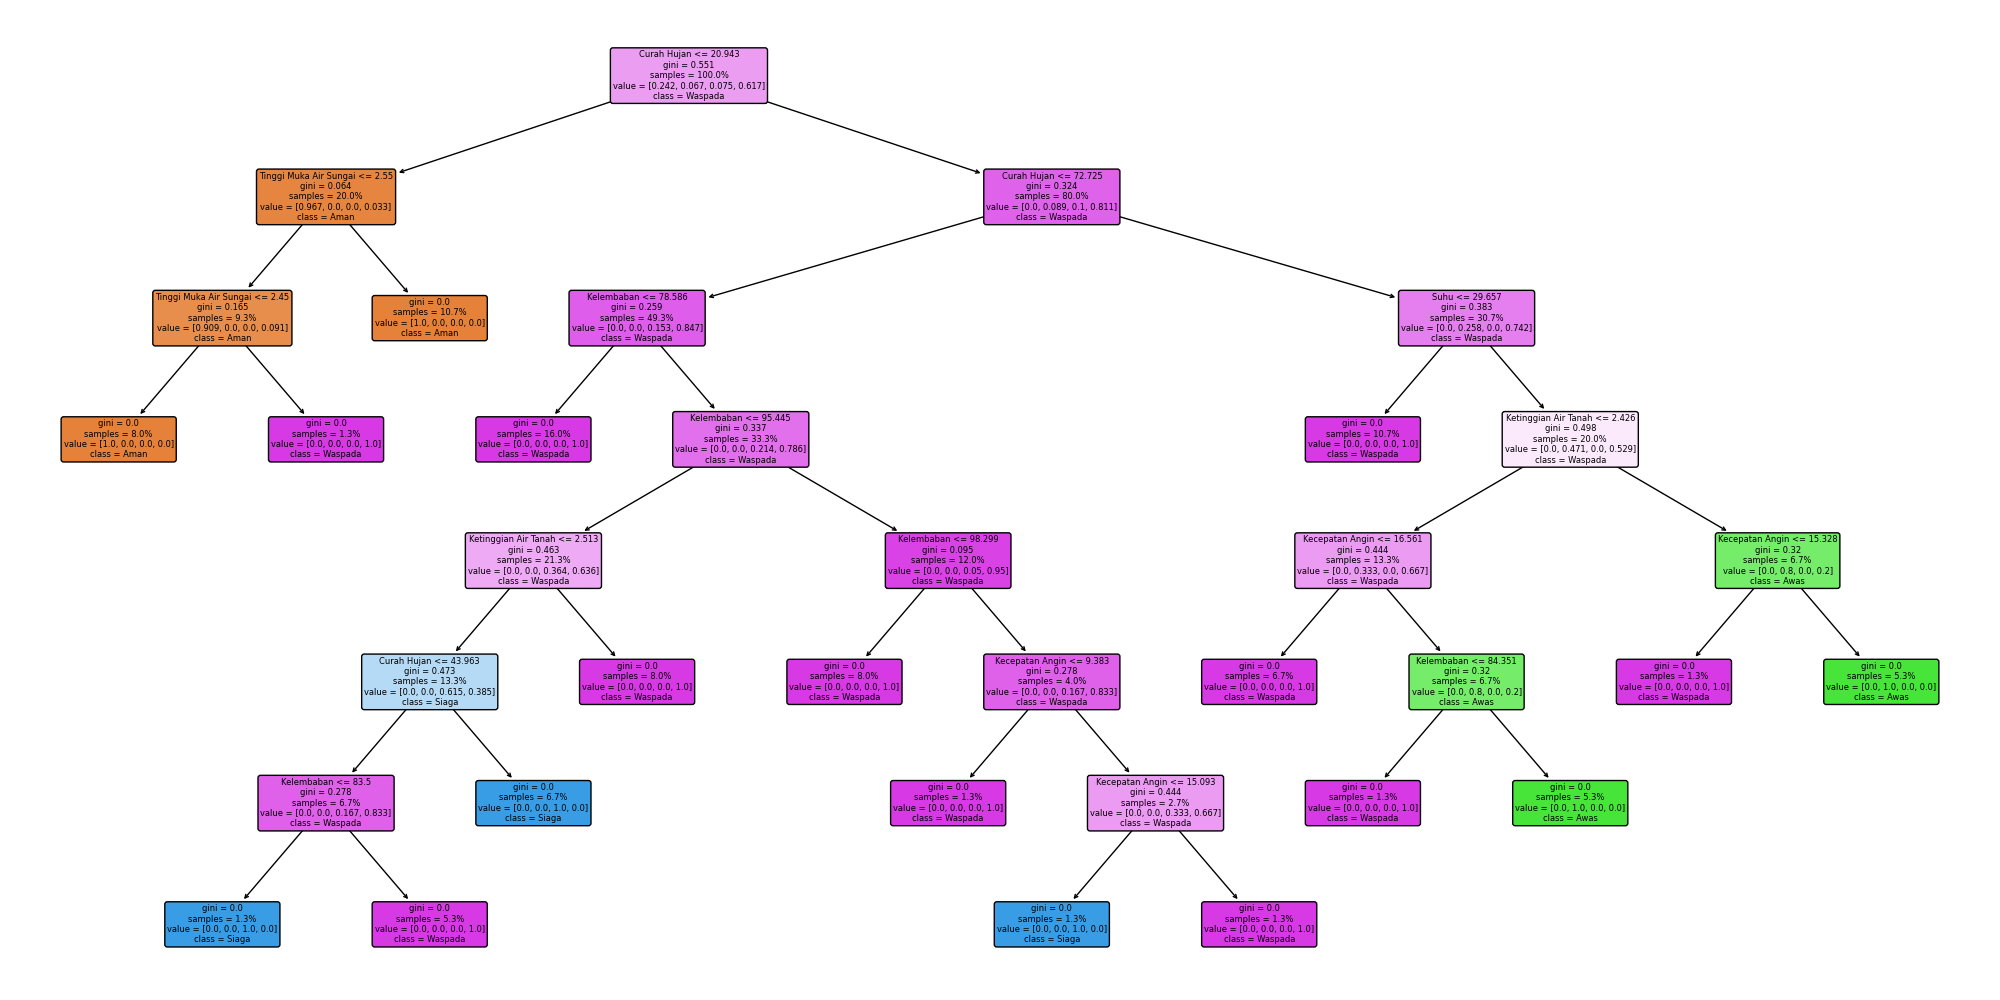 Curah Hujan <= 20.943
gini = 0.551
samples = 100.0%
value = [0.242, 0.067, 0.075, 0.617]
class = Waspada
Tinggi Muka Air Sungai <= 2.55
gini = 0.064
samples = 20.0%
value = [0.967, 0.0, 0.0, 0.033]
class = Aman
Curah Hujan <= 72.725
gini = 0.324
samples = 80.0%
value = [0.0, 0.089, 0.1, 0.811]
class = Waspada
Tinggi Muka Air Sungai <= 2.45
gini = 0.165
samples = 9.3%
value = [0.909, 0.0, 0.0, 0.091]
class = Aman
gini = 0.0
samples = 10.7%
value = [1.0, 0.0, 0.0, 0.0]
class = Aman
Kelembaban <= 78.586
gini = 0.259
samples = 49.3%
value = [0.0, 0.0, 0.153, 0.847]
class = Waspada
Suhu <= 29.657
gini = 0.383
samples = 30.7%
value = [0.0, 0.258, 0.0, 0.742]
class = Waspada
gini = 0.0
samples = 8.0%
value = [1.0, 0.0, 0.0, 0.0]
class = Aman
gini = 0.0
samples = 1.3%
value = [0.0, 0.0, 0.0, 1.0]
class = Waspada
gini = 0.0
samples = 16.0%
value = [0.0, 0.0, 0.0, 1.0]
class = Waspada
Kelembaban <= 95.445
gini = 0.337
samples = 33.3%
value = [0.0, 0.0, 0.214, 0.786]
class = Waspada
gini = 0.0
samples = 10.7%
value = [0.0, 0.0, 0.0, 1.0]
class = Waspada
Ketinggian Air Tanah <= 2.426
gini = 0.498
samples = 20.0%
value = [0.0, 0.471, 0.0, 0.529]
class = Waspada
Ketinggian Air Tanah <= 2.513
gini = 0.463
samples = 21.3%
value = [0.0, 0.0, 0.364, 0.636]
class = Waspada
Kelembaban <= 98.299
gini = 0.095
samples = 12.0%
value = [0.0, 0.0, 0.05, 0.95]
class = Waspada
Kecepatan Angin <= 16.561
gini = 0.444
samples = 13.3%
value = [0.0, 0.333, 0.0, 0.667]
class = Waspada
Kecepatan Angin <= 15.328
gini = 0.32
samples = 6.7%
value = [0.0, 0.8, 0.0, 0.2]
class = Awas
Curah Hujan <= 43.963
gini = 0.473
samples = 13.3%
value = [0.0, 0.0, 0.615, 0.385]
class = Siaga
gini = 0.0
samples = 8.0%
value = [0.0, 0.0, 0.0, 1.0]
class = Waspada
gini = 0.0
samples = 8.0%
value = [0.0, 0.0, 0.0, 1.0]
class = Waspada
Kecepatan Angin <= 9.383
gini = 0.278
samples = 4.0%
value = [0.0, 0.0, 0.167, 0.833]
class = Waspada
gini = 0.0
samples = 6.7%
value = [0.0, 0.0, 0.0, 1.0]
class = Waspada
Kelembaban <= 84.351
gini = 0.32
samples = 6.7%
value = [0.0, 0.8, 0.0, 0.2]
class = Awas
gini = 0.0
samples = 1.3%
value = [0.0, 0.0, 0.0, 1.0]
class = Waspada
gini = 0.0
samples = 5.3%
value = [0.0, 1.0, 0.0, 0.0]
class = Awas
Kelembaban <= 83.5
gini = 0.278
samples = 6.7%
value = [0.0, 0.0, 0.167, 0.833]
class = Waspada
gini = 0.0
samples = 6.7%
value = [0.0, 0.0, 1.0, 0.0]
class = Siaga
gini = 0.0
samples = 1.3%
value = [0.0, 0.0, 0.0, 1.0]
class = Waspada
Kecepatan Angin <= 15.093
gini = 0.444
samples = 2.7%
value = [0.0, 0.0, 0.333, 0.667]
class = Waspada
gini = 0.0
samples = 1.3%
value = [0.0, 0.0, 0.0, 1.0]
class = Waspada
gini = 0.0
samples = 5.3%
value = [0.0, 1.0, 0.0, 0.0]
class = Awas
gini = 0.0
samples = 1.3%
value = [0.0, 0.0, 1.0, 0.0]
class = Siaga
gini = 0.0
samples = 5.3%
value = [0.0, 0.0, 0.0, 1.0]
class = Waspada
gini = 0.0
samples = 1.3%
value = [0.0, 0.0, 1.0, 0.0]
class = Siaga
gini = 0.0
samples = 1.3%
value = [0.0, 0.0, 0.0, 1.0]
class = Waspada